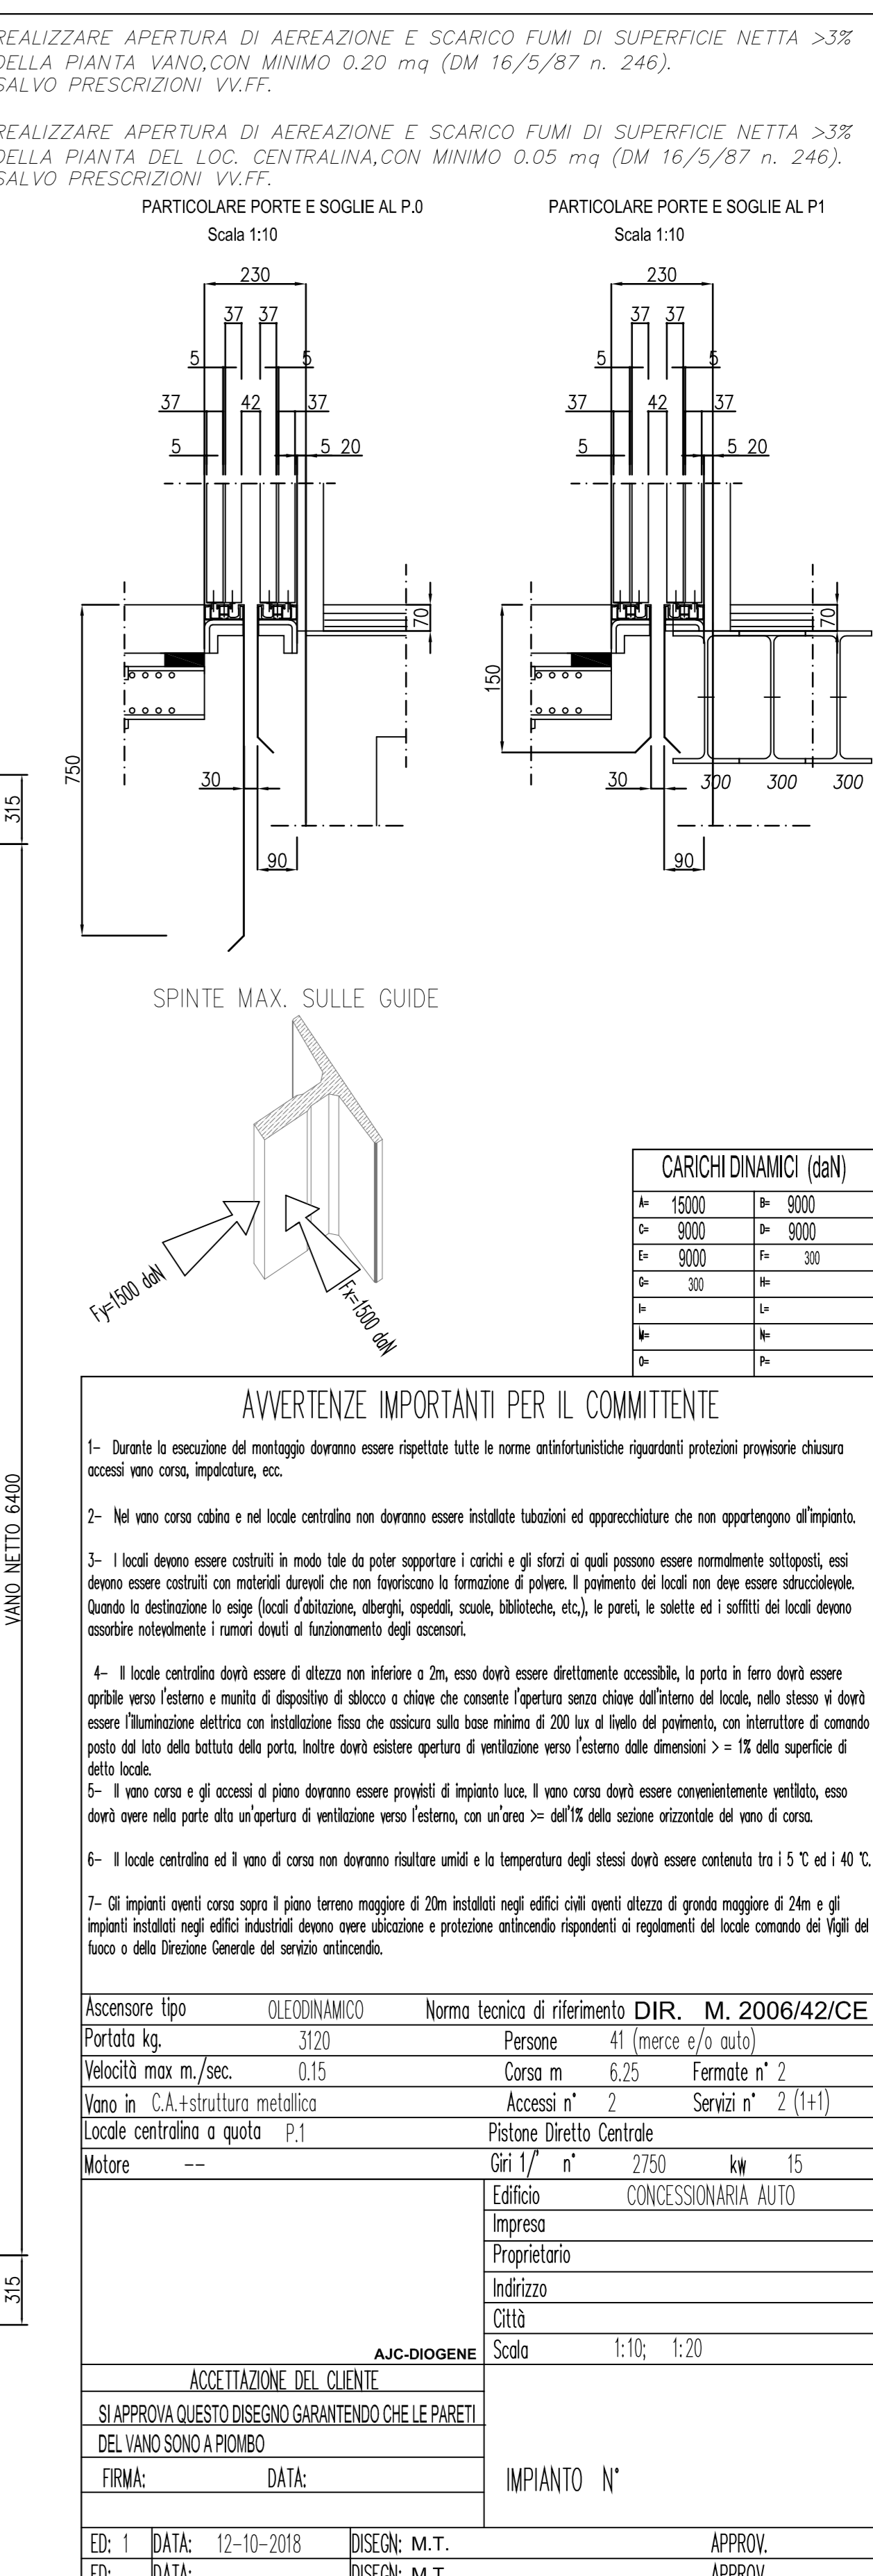 REALIZZARE APERTURA DI AEREAZIONE E SCARICO FUMI DI SUPERFICIE NETTA >3%
DELLA PIANTA VANO,CON MINIMO 0.20 mq (DM 16/5/87 n. 246).
SALVO PRESCRIZIONI VV.FF.
REALIZZARE APERTURA DI AEREAZIONE E SCARICO FUMI DI SUPERFICIE NETTA >3%
DELLA PIANTA DEL LOC. CENTRALINA,CON MINIMO 0.05 mq (DM 16/5/87 n. 246).
SALVO PRESCRIZIONI VV.FF.
PARTICOLARE PORTE E SOGLIE AL P.0
Scala 1:10
230
37 37
5 5
37 42 37
5 5 20
70
750
30
90
PARTICOLARE PORTE E SOGLIE AL P1
Scala 1:10
230
37 37
5 5
37 42 37
5 5 20
70
150
30 300 300 300
90
315
VANO NETTO 6400
315
SPINTE MAX. SULLE GUIDE
Fy=1500 daN
Fx=1500 daN
CARICHI DINAMICI (daN)
A= 15000 B= 9000
C= 9000 D= 9000
E= 9000 F= 300
G= 300 H=
I= L=
M= N=
O= P=
AVVERTENZE IMPORTANTI PER IL COMMITTENTE
1- Durante la esecuzione del montaggio dovranno essere rispettate tutte le norme antinfortunistiche riguardanti protezioni provvisorie chiusura
accessi vano corsa, impalcature, ecc.
2- Nel vano corsa cabina e nel locale centralina non dovranno essere installate tubazioni ed apparecchiature che non appartengono all'impianto.
3- I locali devono essere costruiti in modo tale da poter sopportare i carichi e gli sforzi ai quali possono essere normalmente sottoposti, essi
devono essere costruiti con materiali durevoli che non favoriscano la formazione di polvere. Il pavimento dei locali non deve essere sdrucciolevole.
Quando la destinazione lo esige (locali d'abitazione, alberghi, ospedali, scuole, biblioteche, etc,), le pareti, le solette ed i soffitti dei locali devono
assorbire notevolmente i rumori dovuti al funzionamento degli ascensori.
4- Il locale centralina dovrà essere di altezza non inferiore a 2m, esso dovrà essere direttamente accessibile, la porta in ferro dovrà essere
apribile verso l'esterno e munita di dispositivo di sblocco a chiave che consente l'apertura senza chiave dall'interno del locale, nello stesso vi dovrà
essere l'illuminazione elettrica con installazione fissa che assicura sulla base minima di 200 lux al livello del pavimento, con interruttore di comando
posto dal lato della battuta della porta. Inoltre dovrà esistere apertura di ventilazione verso l'esterno dalle dimensioni > = 1% della superficie di
detto locale.
5- Il vano corsa e gli accessi al piano dovranno essere provvisti di impianto luce. Il vano corsa dovrà essere convenientemente ventilato, esso
dovrà avere nella parte alta un'apertura di ventilazione verso l'esterno, con un'area >= dell'1% della sezione orizzontale del vano di corsa.
6- Il locale centralina ed il vano di corsa non dovranno risultare umidi e la temperatura degli stessi dovrà essere contenuta tra i 5 °C ed i 40 °C.
7- Gli impianti aventi corsa sopra il piano terreno maggiore di 20m installati negli edifici civili aventi altezza di gronda maggiore di 24m e gli
impianti installati negli edifici industriali devono avere ubicazione e protezione antincendio rispondenti ai regolamenti del locale comando dei Vigili del
fuoco o della Direzione Generale del servizio antincendio.
Ascensore tipo OLEODINAMICO Norma tecnica di riferimento DIR. M. 2006/42/CE
Portata kg. 3120 Persone 41 (merce e/o auto)
Velocità max m./sec. 0.15 Corsa m 6.25 Fermate n° 2
Vano in C.A.+struttura metallica Accessi n° 2 Servizi n° 2 (1+1)
Locale centralina a quota P.1 Pistone Diretto Centrale
Motore -- Giri 1/' n° 2750 kw 15
Edificio CONCESSIONARIA AUTO
Impresa
Proprietario
Indirizzo
Città
AJC-DIOGENE Scala 1:10; 1:20
ACCETTAZIONE DEL CLIENTE
SI APPROVA QUESTO DISEGNO GARANTENDO CHE LE PARETI
DEL VANO SONO A PIOMBO
FIRMA: DATA: IMPIANTO N°
ED: 1 DATA: 12-10-2018 DISEGN: M.T. APPROV.
ED: DATA: DISEGN: M.T. APPROV.